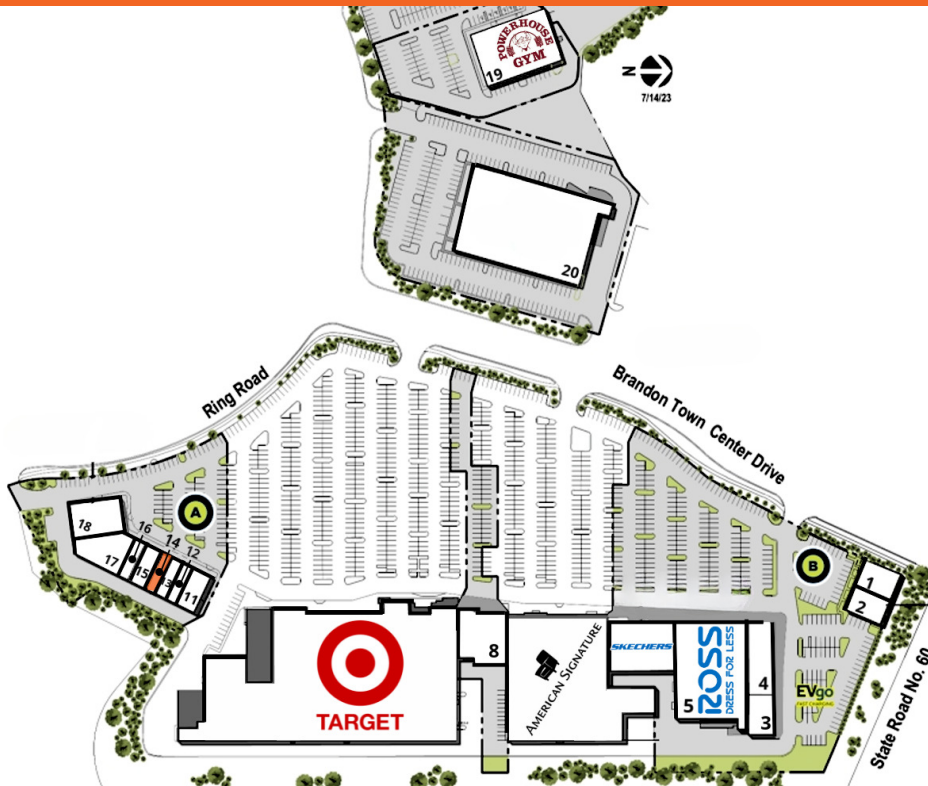 POWERHOUSE
GYM
19
N
7/14/23
20
Ring Road
Brandon Town Center Drive
A
B
18
17
16
15
14
13
12
11
1
2
TARGET
8
AMERICAN SIGNATURE
SKECHERS
ROSS
DRESS FOR LESS
5
4
3
EVgo
FAST CHARGING
State Road No. 60